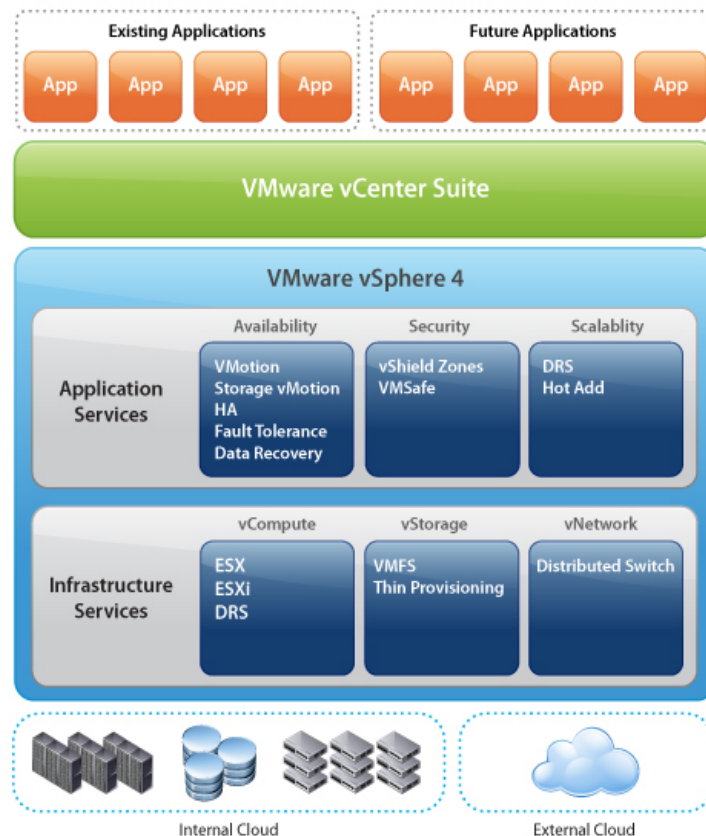 Existing Applications
Future Applications
App App App App
App App App App
VMware vCenter Suite
VMware vSphere 4
Application
Services
Availability
VMotion
Storage vMotion
HA
Fault Tolerance
Data Recovery
Security
vShield Zones
VMSafe
Scalablity
DRS
Hot Add
Infrastructure
Services
vCompute
ESX
ESXi
DRS
vStorage
VMFS
Thin Provisioning
vNetwork
Distributed Switch
Internal Cloud
External Cloud